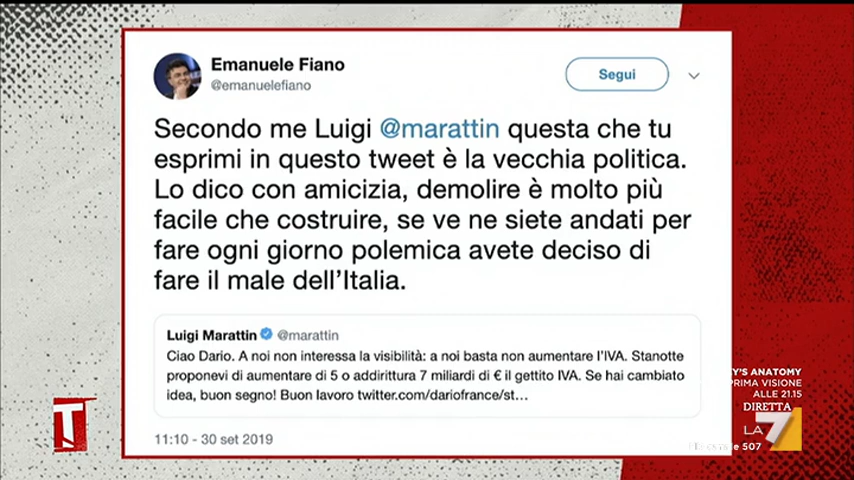 Emanuele Fiano
@emanuelefiano
Segui
Secondo me Luigi @marattin questa che tu
esprimi in questo tweet è la vecchia politica.
Lo dico con amicizia, demolire è molto più
facile che costruire, se ve ne siete andati per
fare ogni giorno polemica avete deciso di
fare il male dell'Italia.
Luigi Marattin @marattin
Ciao Dario. A noi non interessa la visibilità: a noi basta non aumentare l'IVA. Stanotte
proponevi di aumentare di 5 o addirittura 7 miliardi di € il gettito IVA. Se hai cambiato
idea, buon segno! Buon lavoro twitter.com/dariofrance/st…
11:10 - 30 set 2019
Y'S ANATOMY
PRIMA VISIONE
ALLE 21.15
DIRETTA
LA 7
507
T